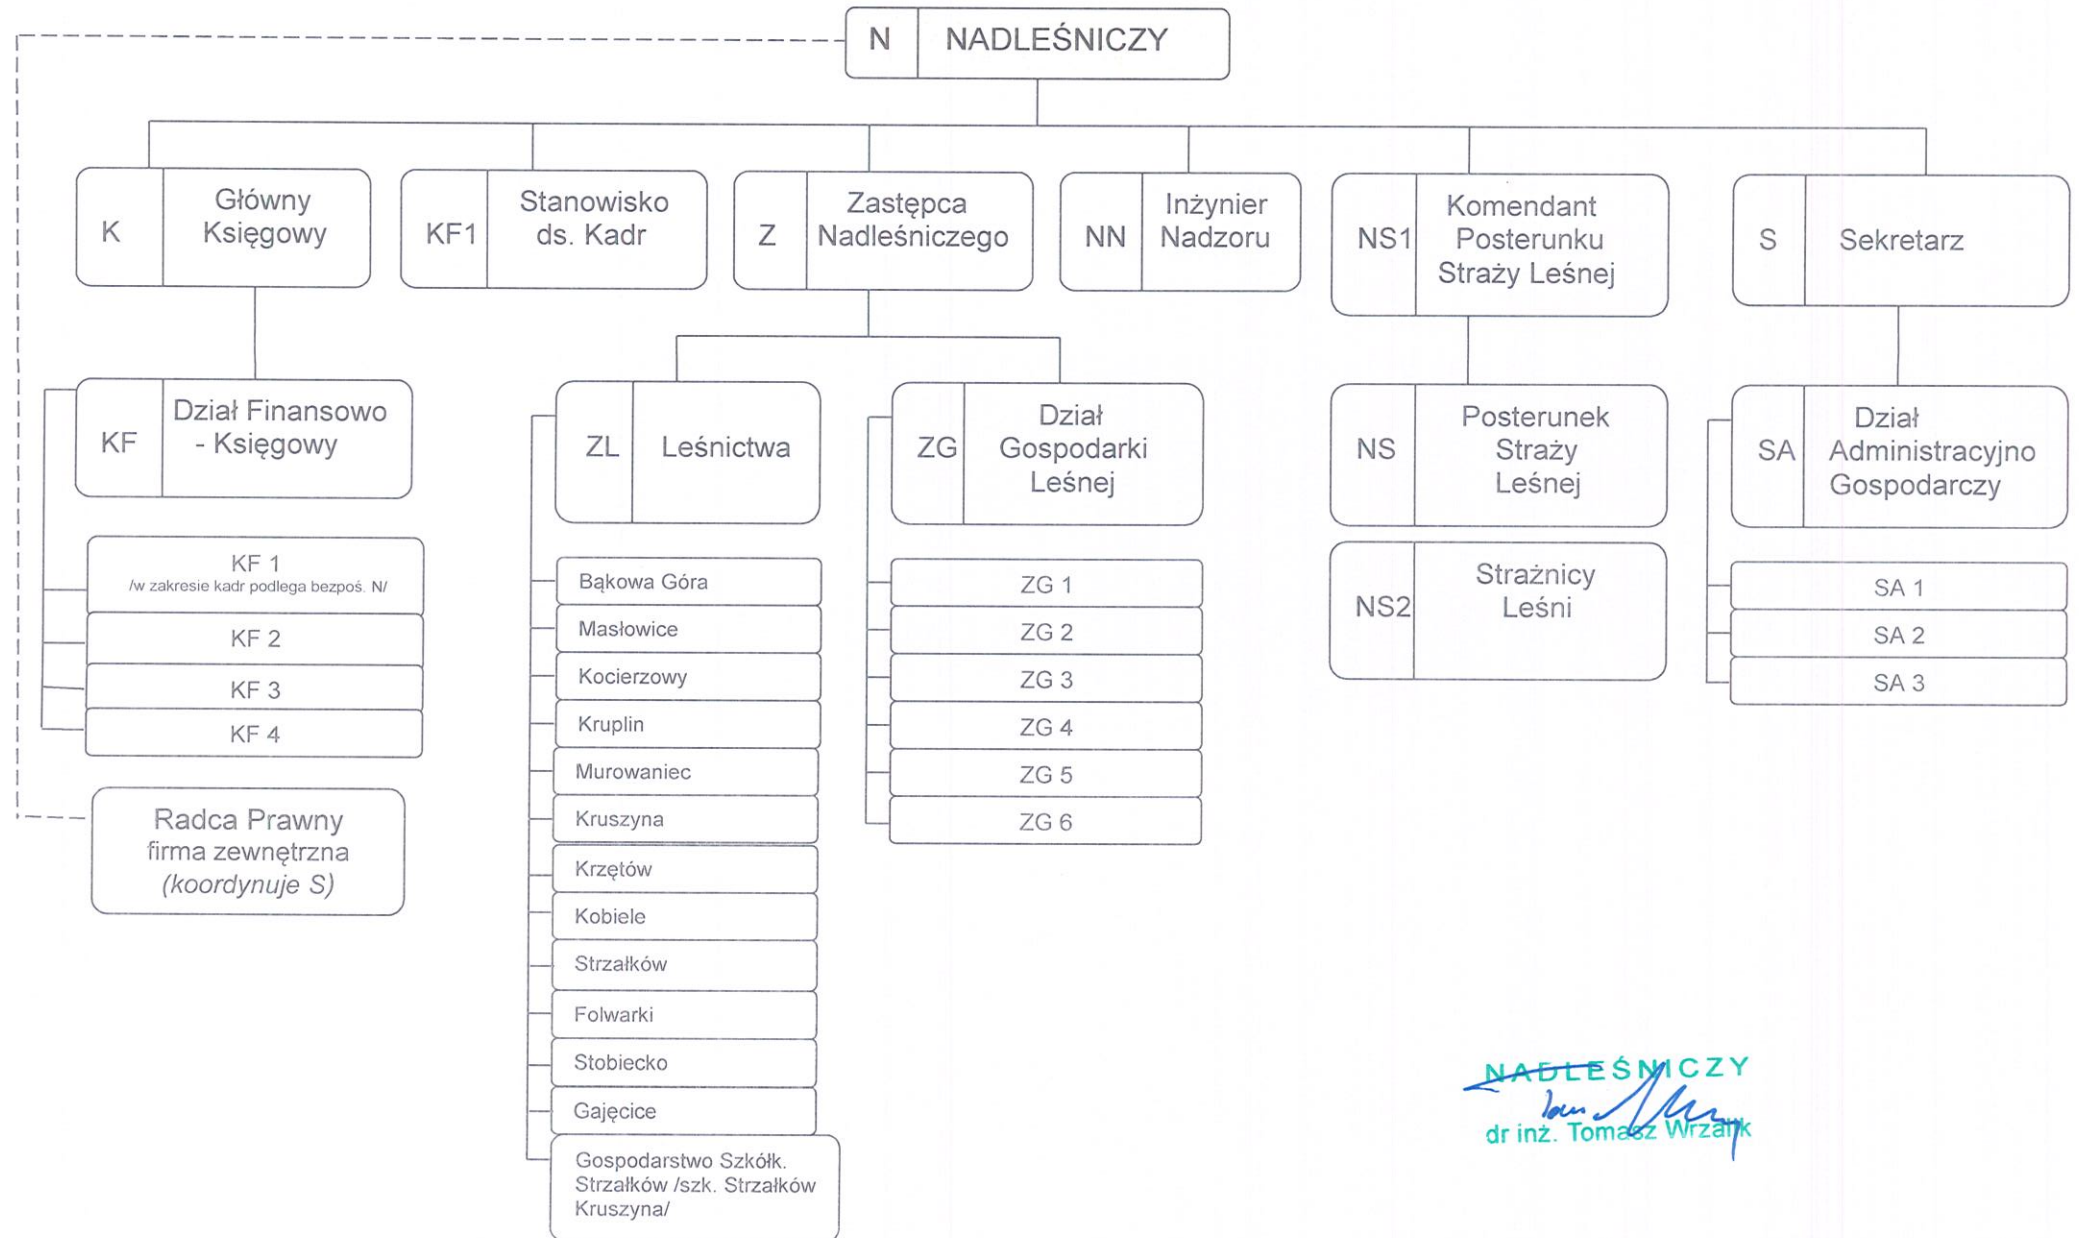 N NADLEŚNICZY
K Główny
Księgowy
KF1 Stanowisko
ds. Kadr
Z Zastępca
Nadleśniczego
NN Inżynier
Nadzoru
NS1 Komendant
Posterunku
Straży Leśnej
S Sekretarz
KF Dział Finansowo
- Księgowy
ZL Leśnictwa
ZG Dział
Gospodarki
Leśnej
NS Posterunek
Straży
Leśnej
SA Dział
Administracyjno
Gospodarczy
KF 1
/w zakresie kadr podlega bezpoś. N/
KF 2
KF 3
KF 4
Radca Prawny
firma zewnętrzna
(koordynuje S)
Bąkowa Góra
Masłowice
Kocierzowy
Kruplin
Murowaniec
Kruszyna
Krzętów
Kobiele
Strzałków
Folwarki
Stobiecko
Gajęcice
Gospodarstwo Szkółk.
Strzałków /szk. Strzałków
Kruszyna/
ZG 1
ZG 2
ZG 3
ZG 4
ZG 5
ZG 6
NS2 Strażnicy
Leśni
SA 1
SA 2
SA 3
NADLEŚNICZY
dr inż. Tomasz Wrzalik